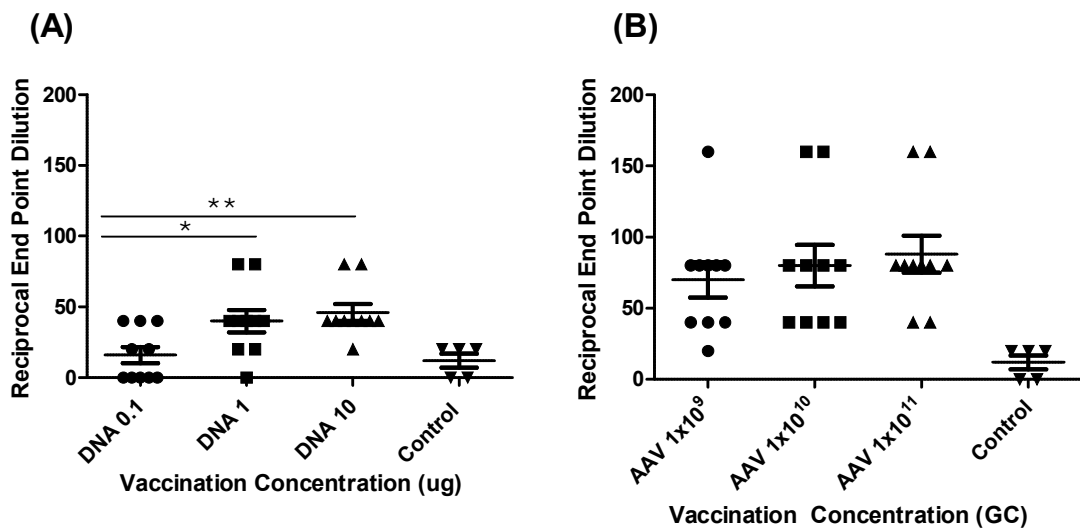 (A)
Reciprocal End Point Dilution
200
150
100
50
0
**
*
DNA 0.1
DNA 1
DNA 10
Control
Vaccination Concentration (ug)
(B)
Reciprocal End Point Dilution
200
150
100
50
0
AAV 1x10⁹
AAV 1x10¹⁰
AAV 1x10¹¹
Control
Vaccination Concentration (GC)